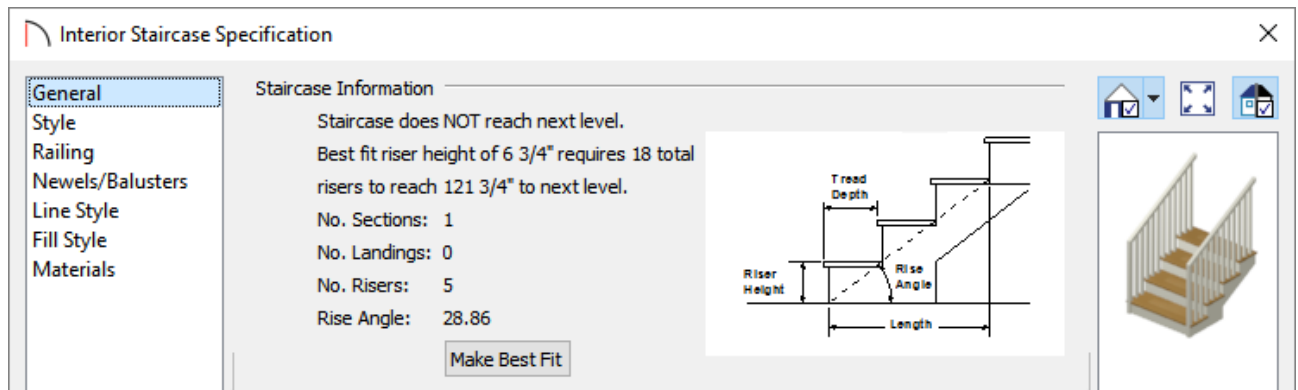 Interior Staircase Specification
General
Style
Railing
Newels/Balusters
Line Style
Fill Style
Materials
Staircase Information
Staircase does NOT reach next level.
Best fit riser height of 6 3/4" requires 18 total
risers to reach 121 3/4" to next level.
No. Sections: 1
No. Landings: 0
No. Risers: 5
Rise Angle: 28.86
Make Best Fit
Tread
Depth
Riser
Height
Rise
Angle
Length